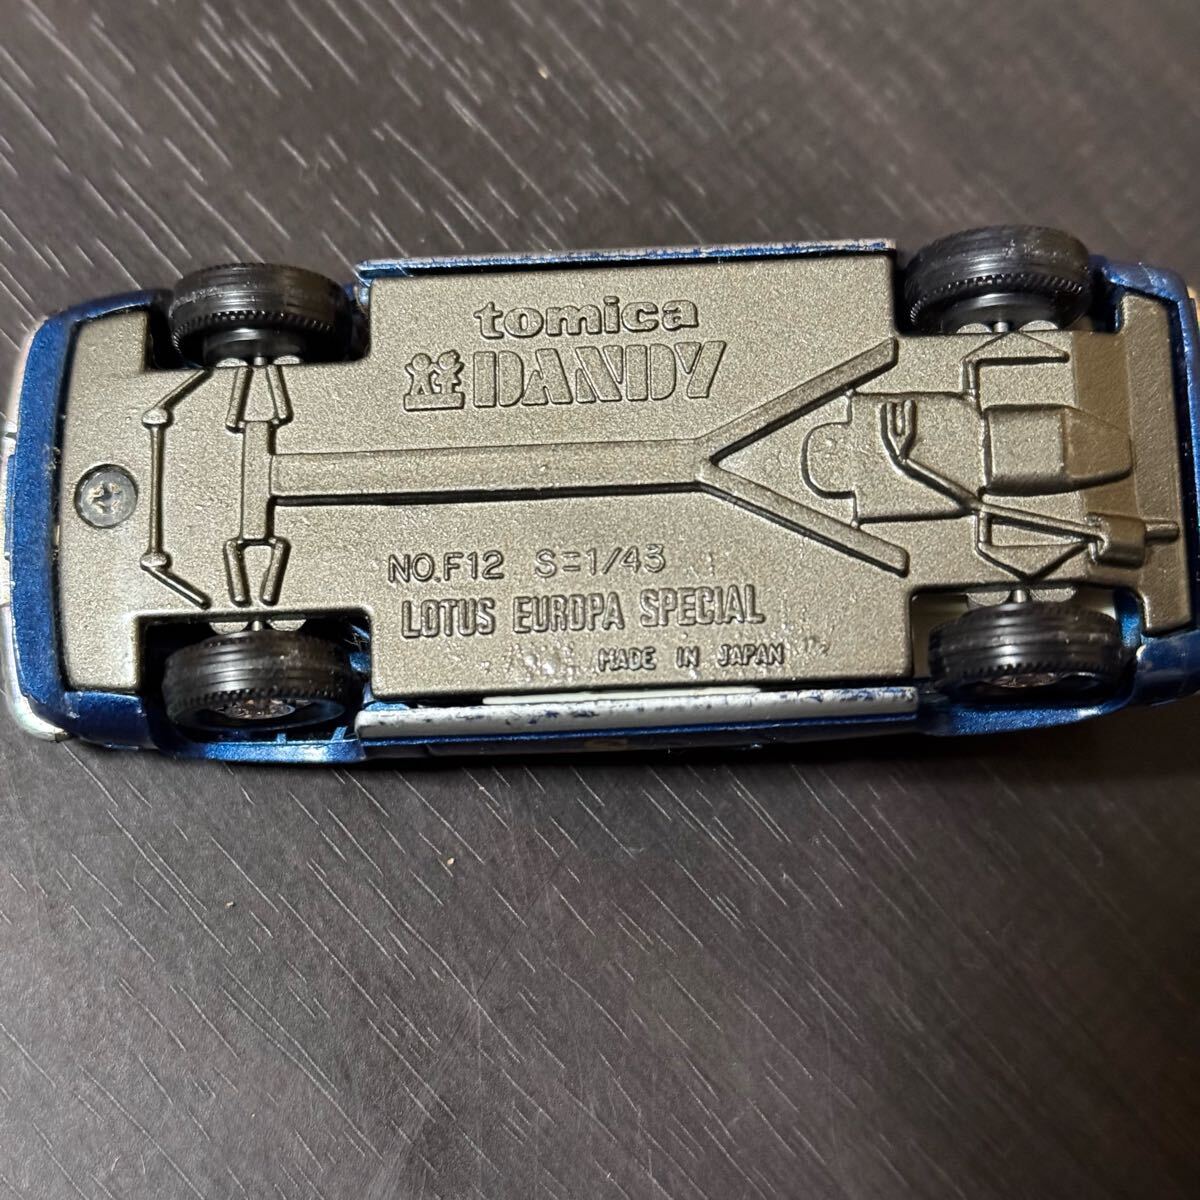 tomica
DANDY
NO.F12 S=1/43
LOTUS EUROPA SPECIAL
MADE IN JAPAN